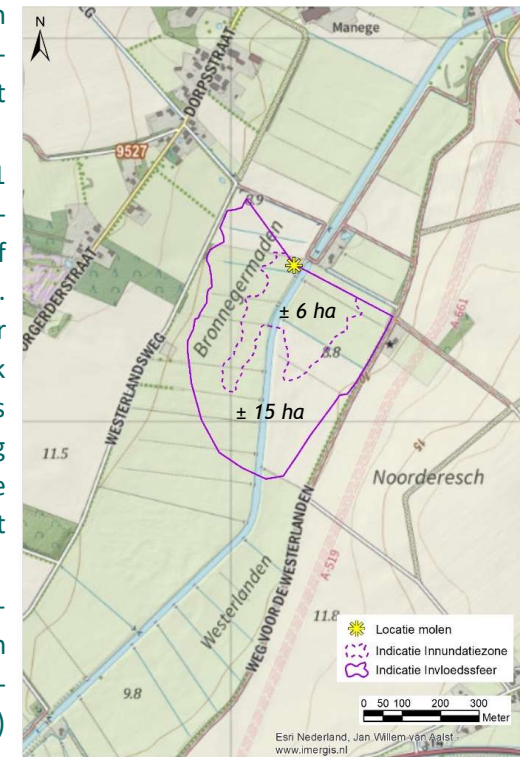 N
Manege
DORPSSTRAAT
9527
8.9
Bronnegermaden
± 6 ha
8.8
A-661
± 15 ha
WESTERLANDSWEG
11.5
15
Noorderesch
A-519
WEG VOOR DE WESTERLANDEN
Westerlanden
11.8
9.8
Locatie molen
Indicatie Innundatiezone
Indicatie Invloedssfeer
0 50 100 200 300
Meter
Esri Nederland, Jan Willem van Aalst -
www.imergis.nl